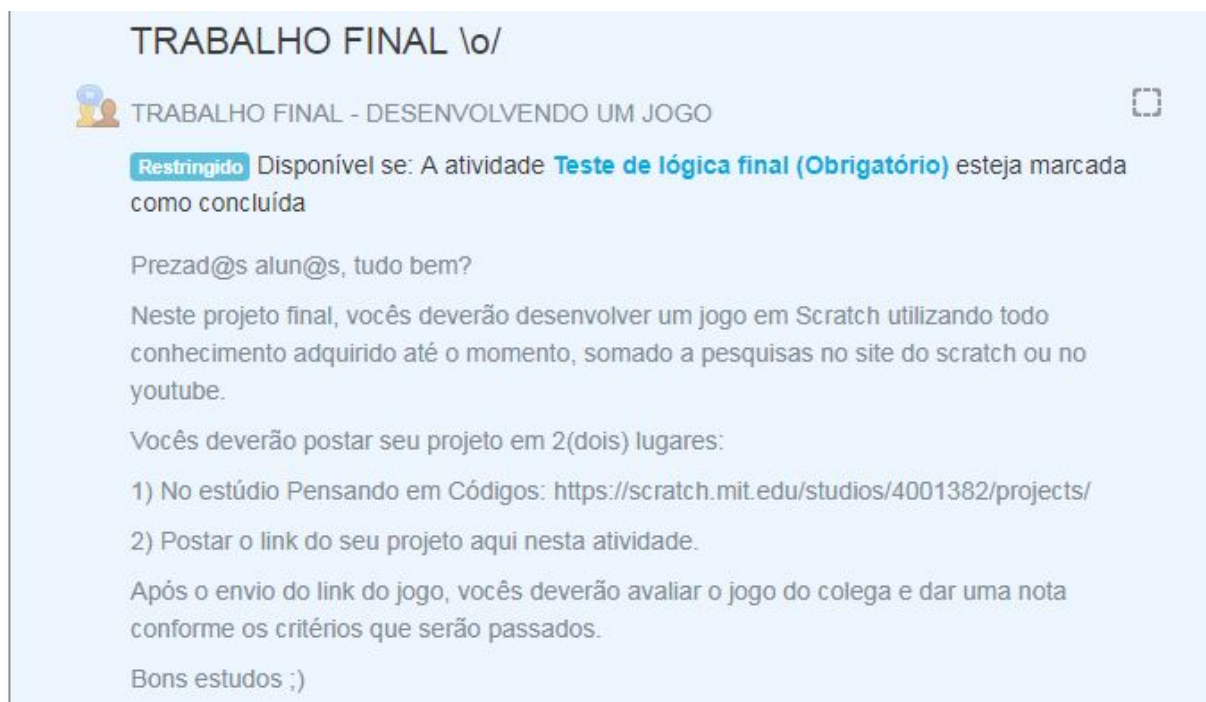 TRABALHO FINAL \o/
TRABALHO FINAL - DESENVOLVENDO UM JOGO
Restringido Disponível se: A atividade Teste de lógica final (Obrigatório) esteja marcada
como concluída
Prezad@s alun@s, tudo bem?
Neste projeto final, vocês deverão desenvolver um jogo em Scratch utilizando todo
conhecimento adquirido até o momento, somado a pesquisas no site do scratch ou no
youtube.
Vocês deverão postar seu projeto em 2(dois) lugares:
1) No estúdio Pensando em Códigos: https://scratch.mit.edu/studios/4001382/projects/
2) Postar o link do seu projeto aqui nesta atividade.
Após o envio do link do jogo, vocês deverão avaliar o jogo do colega e dar uma nota
conforme os critérios que serão passados.
Bons estudos ;)